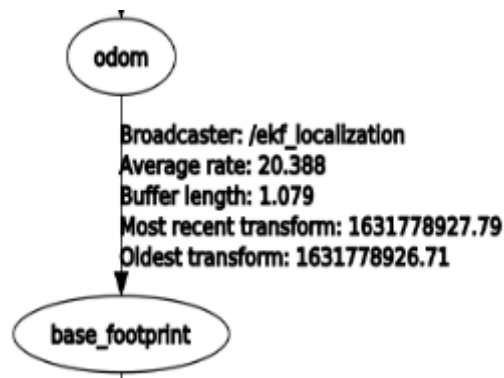 odom
Broadcaster: /ekf_localization
Average rate: 20.388
Buffer length: 1.079
Most recent transform: 1631778927.79
Oldest transform: 1631778926.71
base_footprint